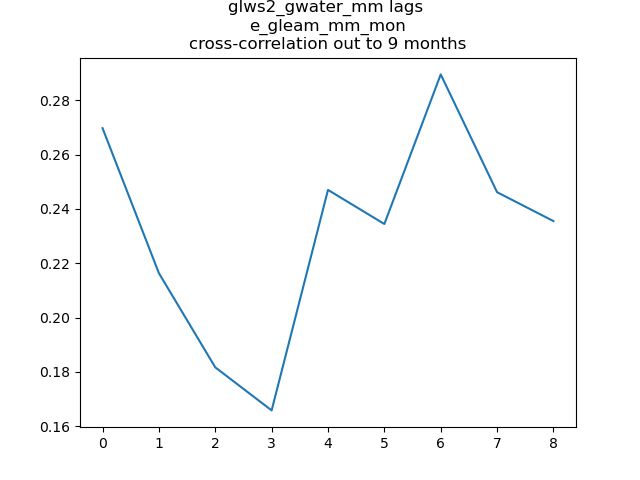 glws2_gwater_mm lags
e_gleam_mm_mon
cross-correlation out to 9 months
0.28
0.26
0.24
0.22
0.20
0.18
0.16
0 1 2 3 4 5 6 7 8